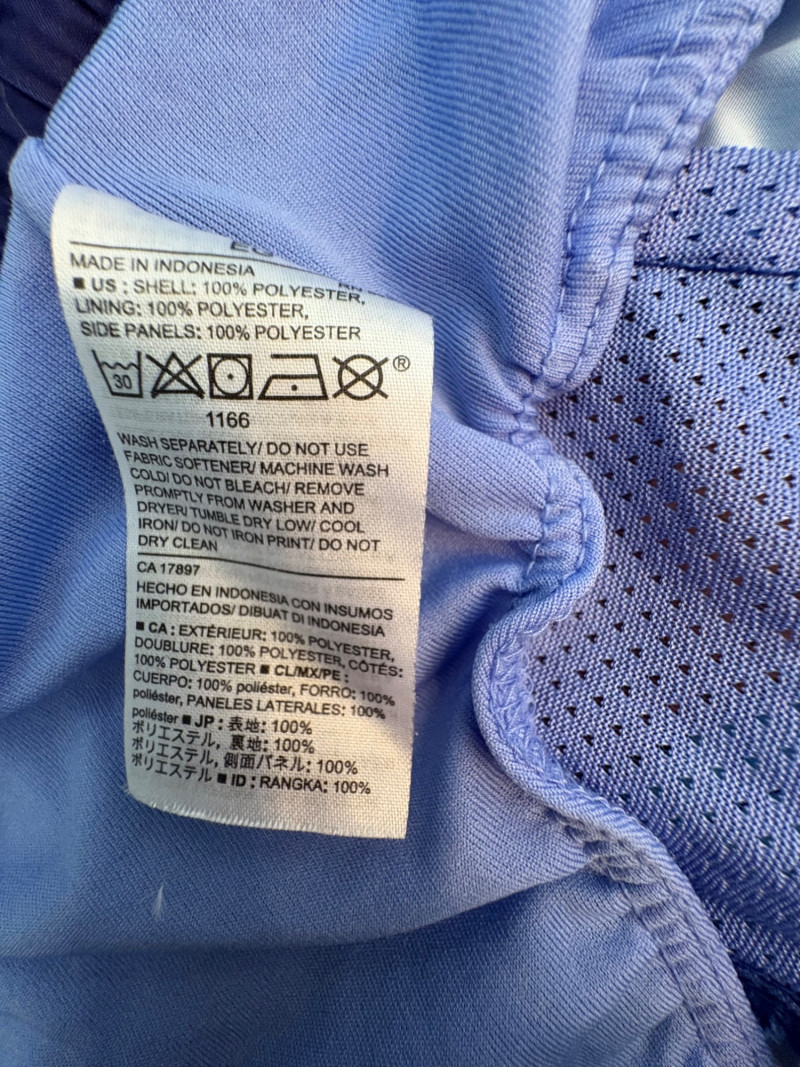 MADE IN INDONESIA
RN
■ US : SHELL: 100% POLYESTER,
LINING: 100% POLYESTER,
SIDE PANELS: 100% POLYESTER
30
®
1166
WASH SEPARATELY/ DO NOT USE
FABRIC SOFTENER/ MACHINE WASH
COLD/ DO NOT BLEACH/ REMOVE
PROMPTLY FROM WASHER AND
DRYER/ TUMBLE DRY LOW/ COOL
IRON/ DO NOT IRON PRINT/ DO NOT
DRY CLEAN
CA 17897
HECHO EN INDONESIA CON INSUMOS
IMPORTADOS/ DIBUAT DI INDONESIA
■ CA : EXTÉRIEUR: 100% POLYESTER,
DOUBLURE: 100% POLYESTER, CÔTÉS:
100% POLYESTER ■ CL/MX/PE :
CUERPO: 100% poliéster, FORRO: 100%
poliéster, PANELES LATERALES: 100%
poliéster ■ JP : 表地: 100%
ポリエステル, 裏地: 100%
ポリエステル, 側面パネル: 100%
ポリエステル ■ ID : RANGKA: 100%